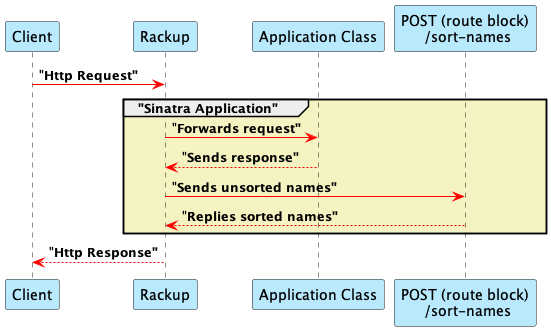 Client
Rackup
Application Class
POST (route block)
/sort-names
"Http Request"
"Sinatra Application"
"Forwards request"
"Sends response"
"Sends unsorted names"
"Replies sorted names"
"Http Response"
Client
Rackup
Application Class
POST (route block)
/sort-names